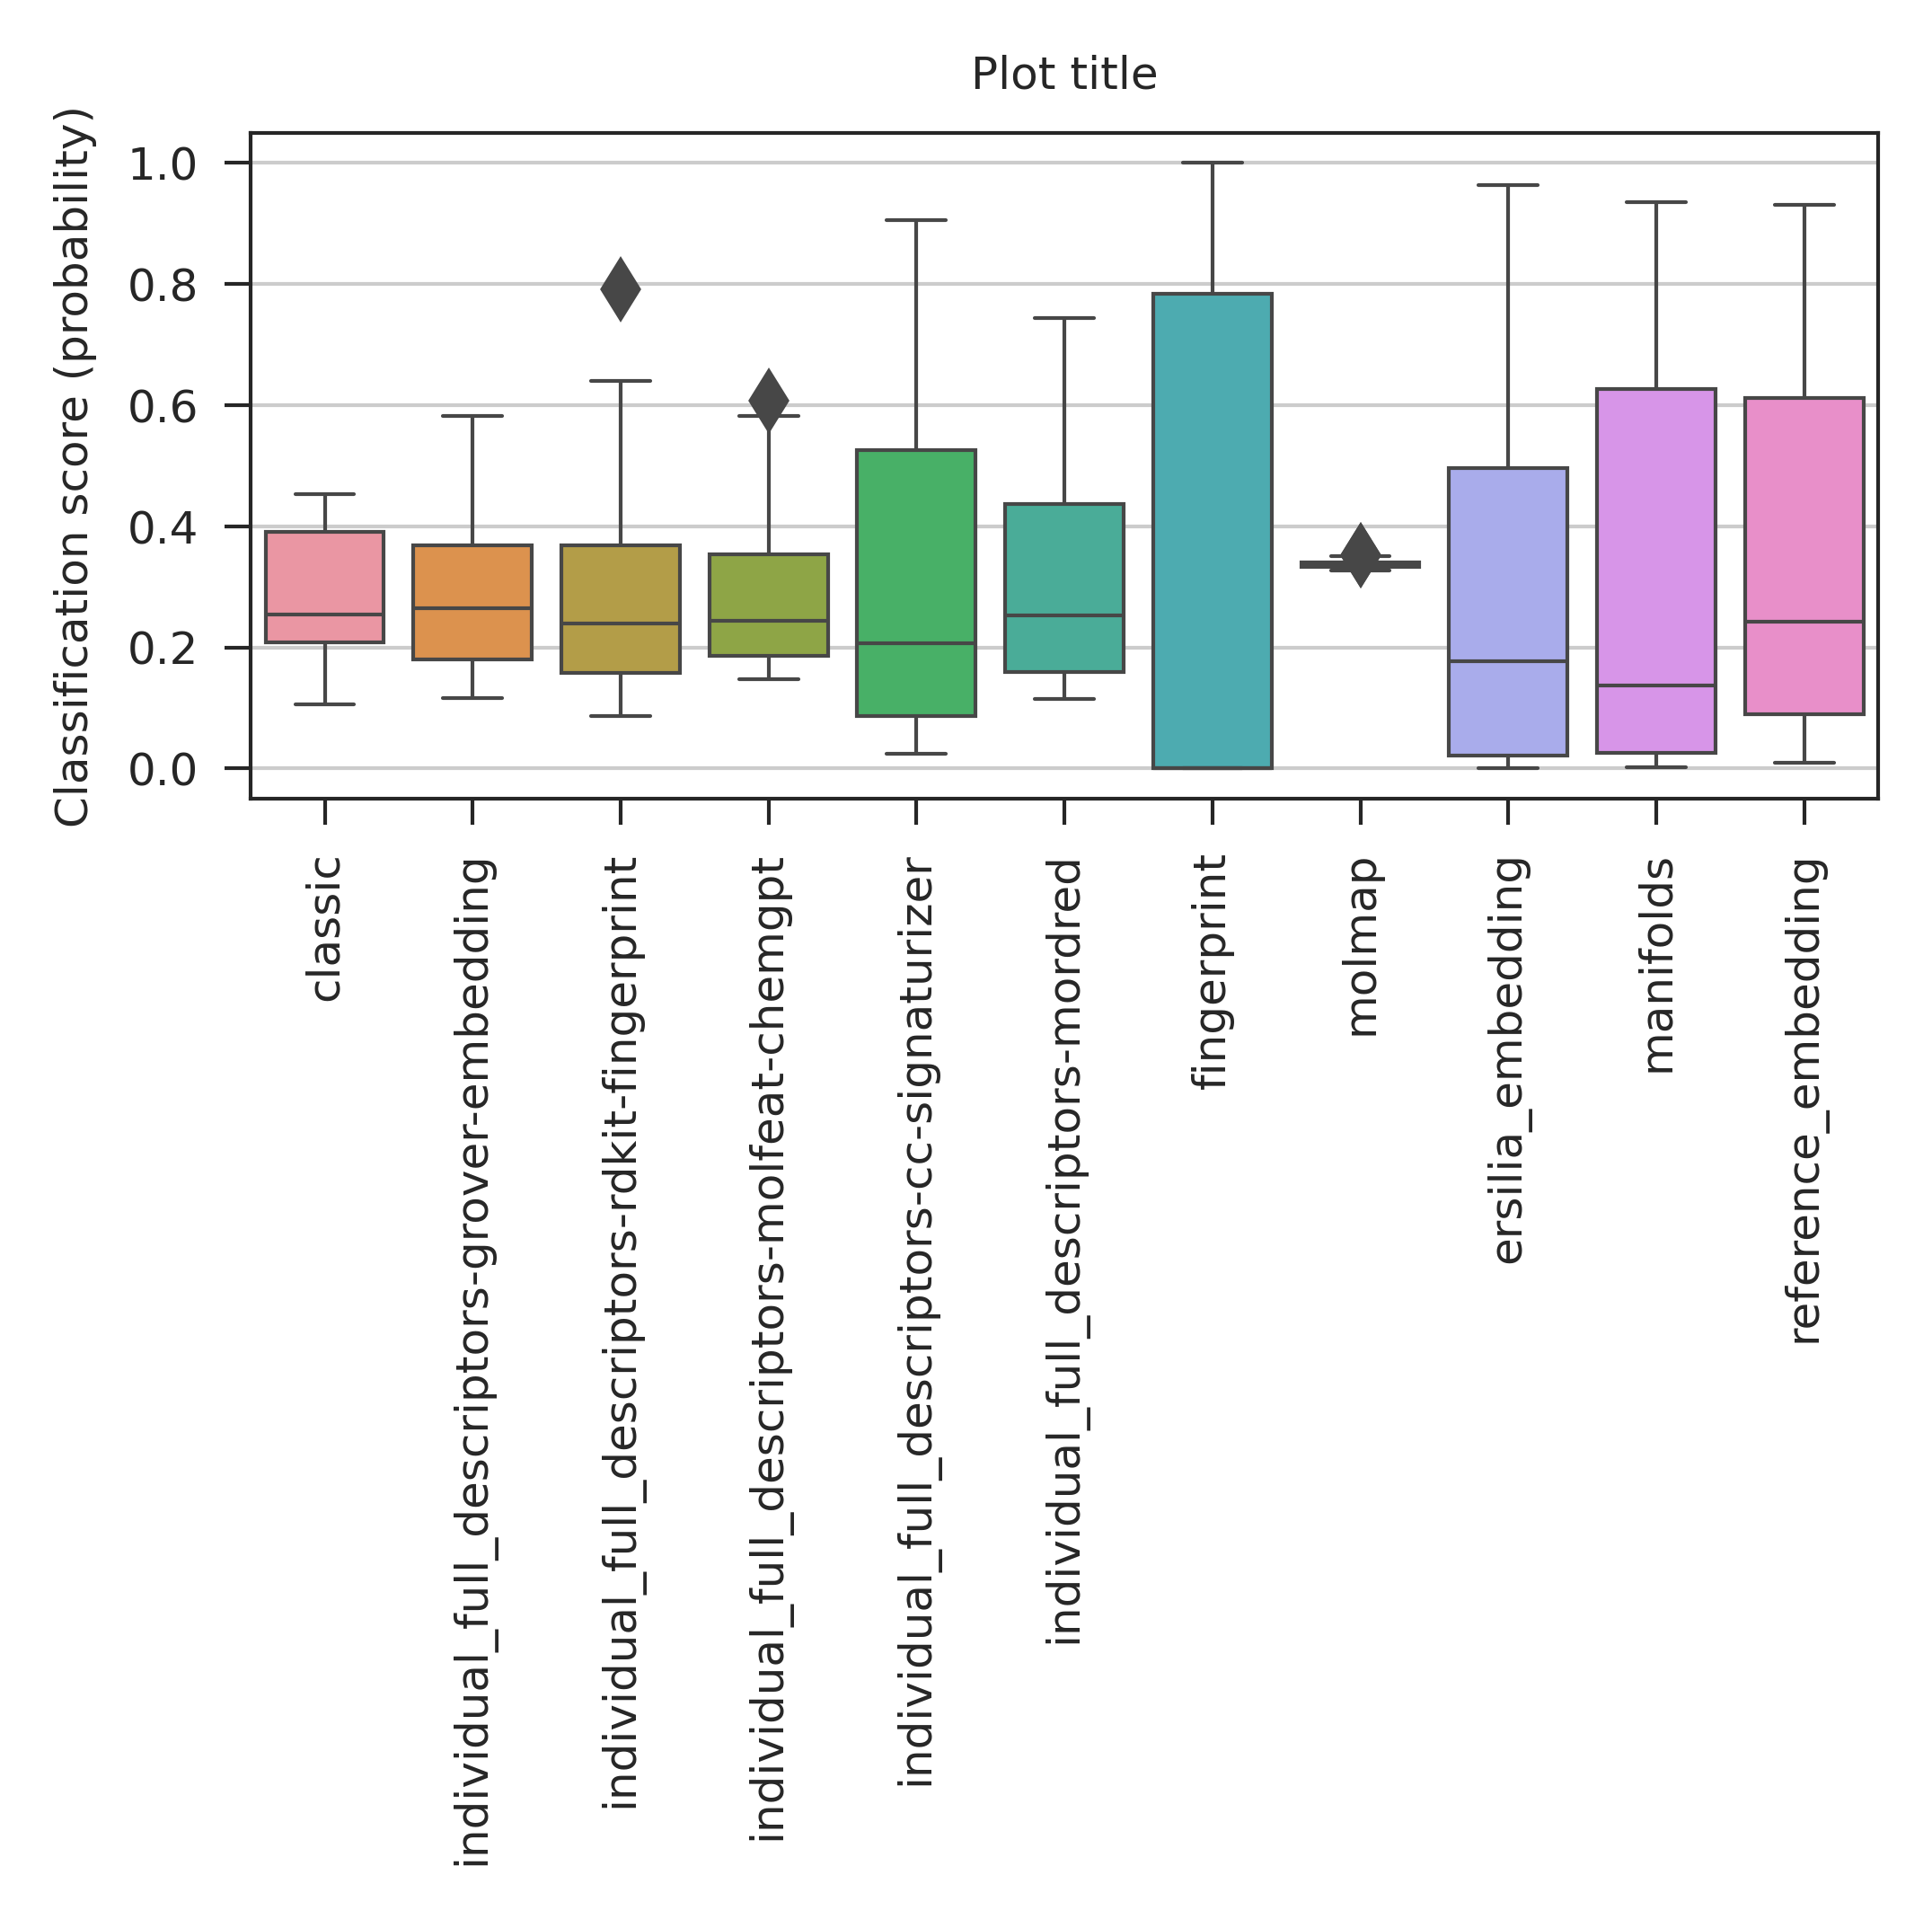 Plot title
Classification score (probability)
1.0
0.8
0.6
0.4
0.2
0.0
classic
individual_full_descriptors-grover-embedding
individual_full_descriptors-rdkit-fingerprint
individual_full_descriptors-molfeat-chemgpt
individual_full_descriptors-cc-signaturizer
individual_full_descriptors-mordred
fingerprint
molmap
ersilia_embedding
manifolds
reference_embedding